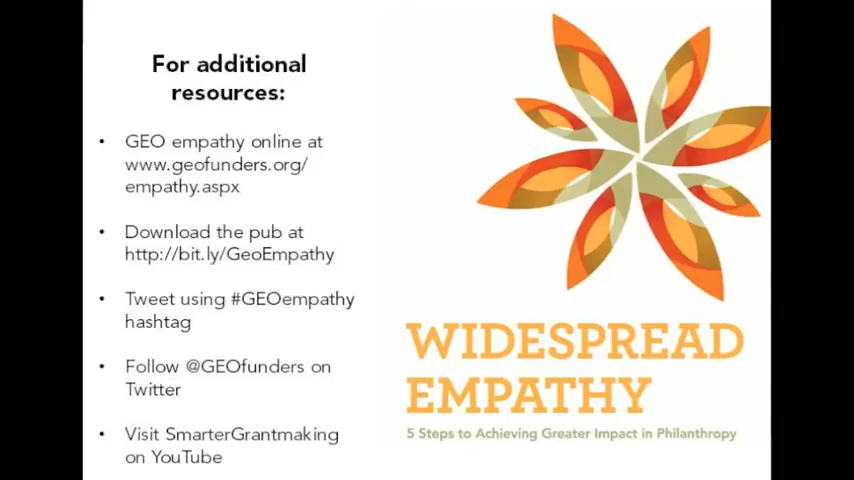 For additional
resources:
• GEO empathy online at
www.geofunders.org/
empathy.aspx
• Download the pub at
http://bit.ly/GeoEmpathy
• Tweet using #GEOempathy
hashtag
• Follow @GEOfunders on
Twitter
• Visit SmarterGrantmaking
on YouTube
WIDESPREAD
EMPATHY
5 Steps to Achieving Greater Impact in Philanthropy